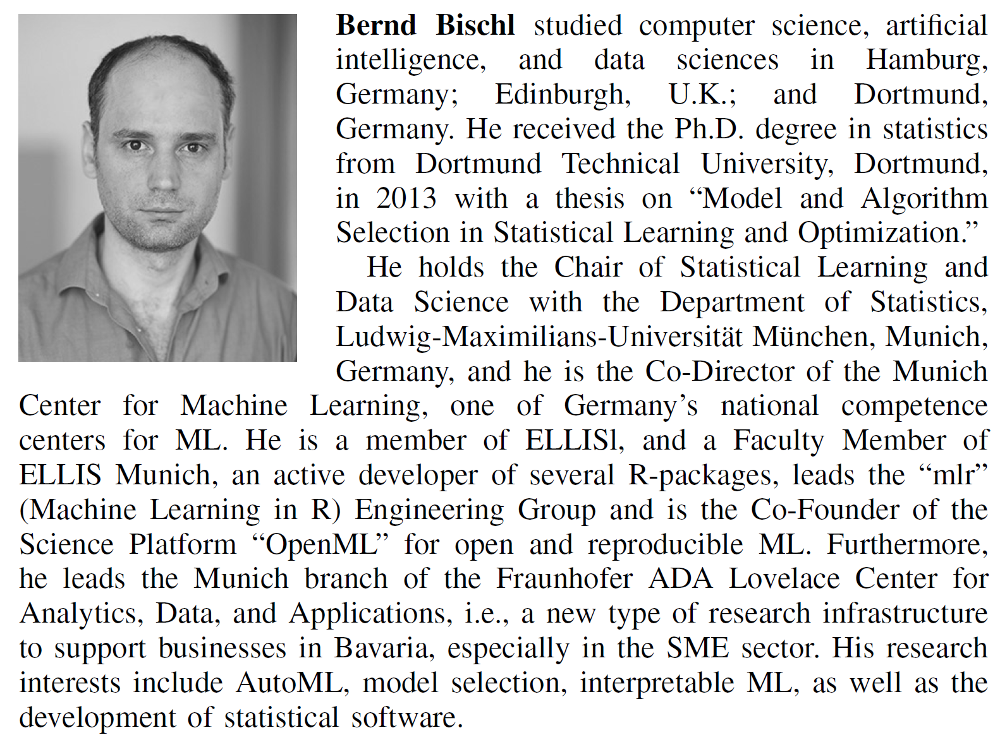 Bernd Bischl studied computer science, artificial
intelligence, and data sciences in Hamburg,
Germany; Edinburgh, U.K.; and Dortmund,
Germany. He received the Ph.D. degree in statistics
from Dortmund Technical University, Dortmund,
in 2013 with a thesis on “Model and Algorithm
Selection in Statistical Learning and Optimization.”
He holds the Chair of Statistical Learning and
Data Science with the Department of Statistics,
Ludwig-Maximilians-Universität München, Munich,
Germany, and he is the Co-Director of the Munich
Center for Machine Learning, one of Germany’s national competence
centers for ML. He is a member of ELLISl, and a Faculty Member of
ELLIS Munich, an active developer of several R-packages, leads the “mlr”
(Machine Learning in R) Engineering Group and is the Co-Founder of the
Science Platform “OpenML” for open and reproducible ML. Furthermore,
he leads the Munich branch of the Fraunhofer ADA Lovelace Center for
Analytics, Data, and Applications, i.e., a new type of research infrastructure
to support businesses in Bavaria, especially in the SME sector. His research
interests include AutoML, model selection, interpretable ML, as well as the
development of statistical software.